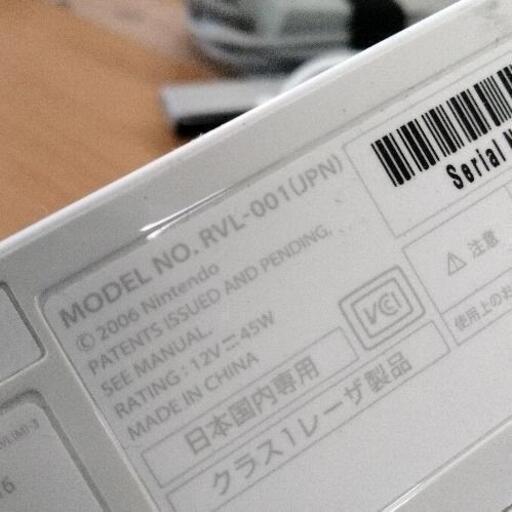 MODEL NO. RVL-001(JPN)
© 2006 Nintendo
PATENTS ISSUED AND PENDING.
SEE MANUAL.
RATING : 12V⎓45W
MADE IN CHINA
日本国内専用
クラス1レーザ製品
VCI
Serial N
⚠ 注意
使用上のお